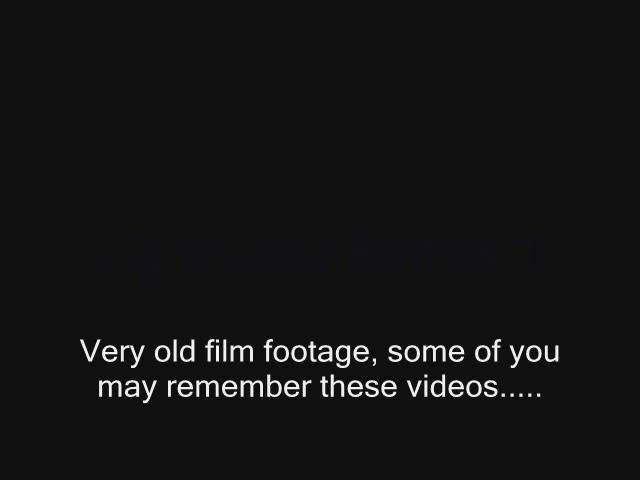 Very old film footage, some of you
may remember these videos.....